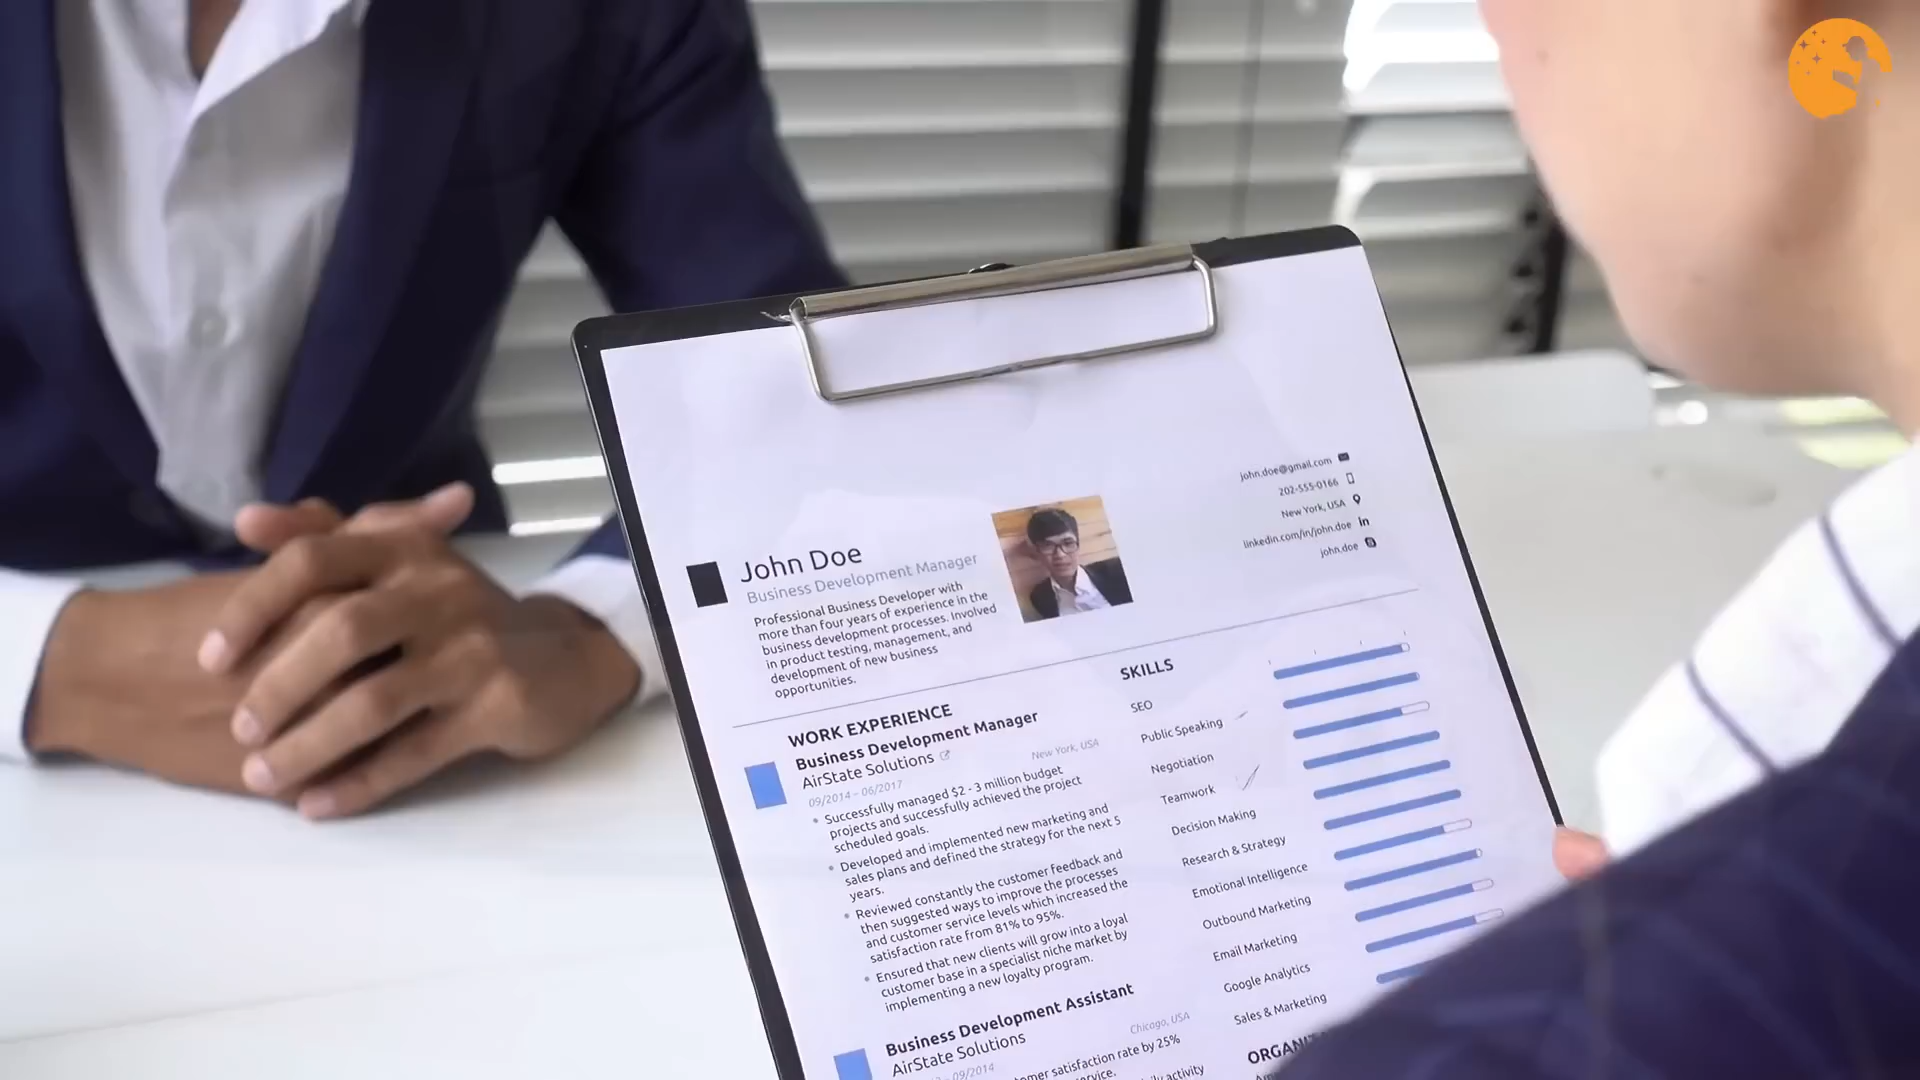 john.doe@gmail.com
202-555-0166
New York, USA
linkedin.com/in/john.doe
in
john.doe
John Doe
Business Development Manager
Professional Business Developer with
more than four years of experience in the
business development processes. Involved
in product testing, management, and
development of new business
opportunities.
WORK EXPERIENCE
Business Development Manager
AirState Solutions
New York, USA
09/2014 – 06/2017
• Successfully managed $2 - 3 million budget
projects and successfully achieved the project
scheduled goals.
• Developed and implemented new marketing and
sales plans and defined the strategy for the next 5
years.
• Reviewed constantly the customer feedback and
then suggested ways to improve the processes
and customer service levels which increased the
satisfaction rate from 81% to 95%.
• Ensured that new clients will grow into a loyal
customer base in a specialist niche market by
implementing a new loyalty program.
Business Development Assistant
AirState Solutions
Chicago, USA
– 09/2014
satisfaction rate by 25%
activity
SKILLS
SEO
Public Speaking
Negotiation
Teamwork
Decision Making
Research & Strategy
Emotional Intelligence
Outbound Marketing
Email Marketing
Google Analytics
Sales & Marketing